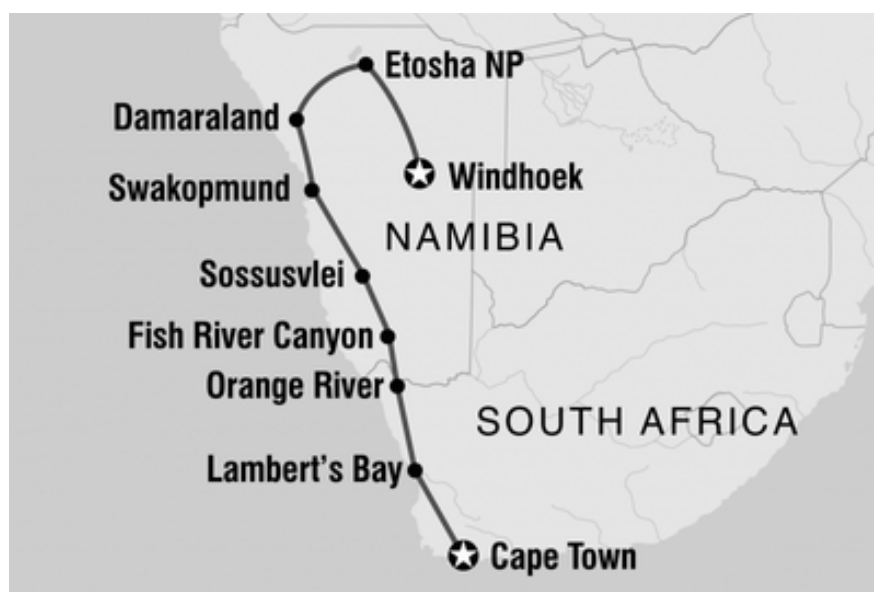 Etosha NP
Damaraland
Windhoek
Swakopmund
NAMIBIA
Sossusvlei
Fish River Canyon
Orange River
SOUTH AFRICA
Lambert's Bay
Cape Town